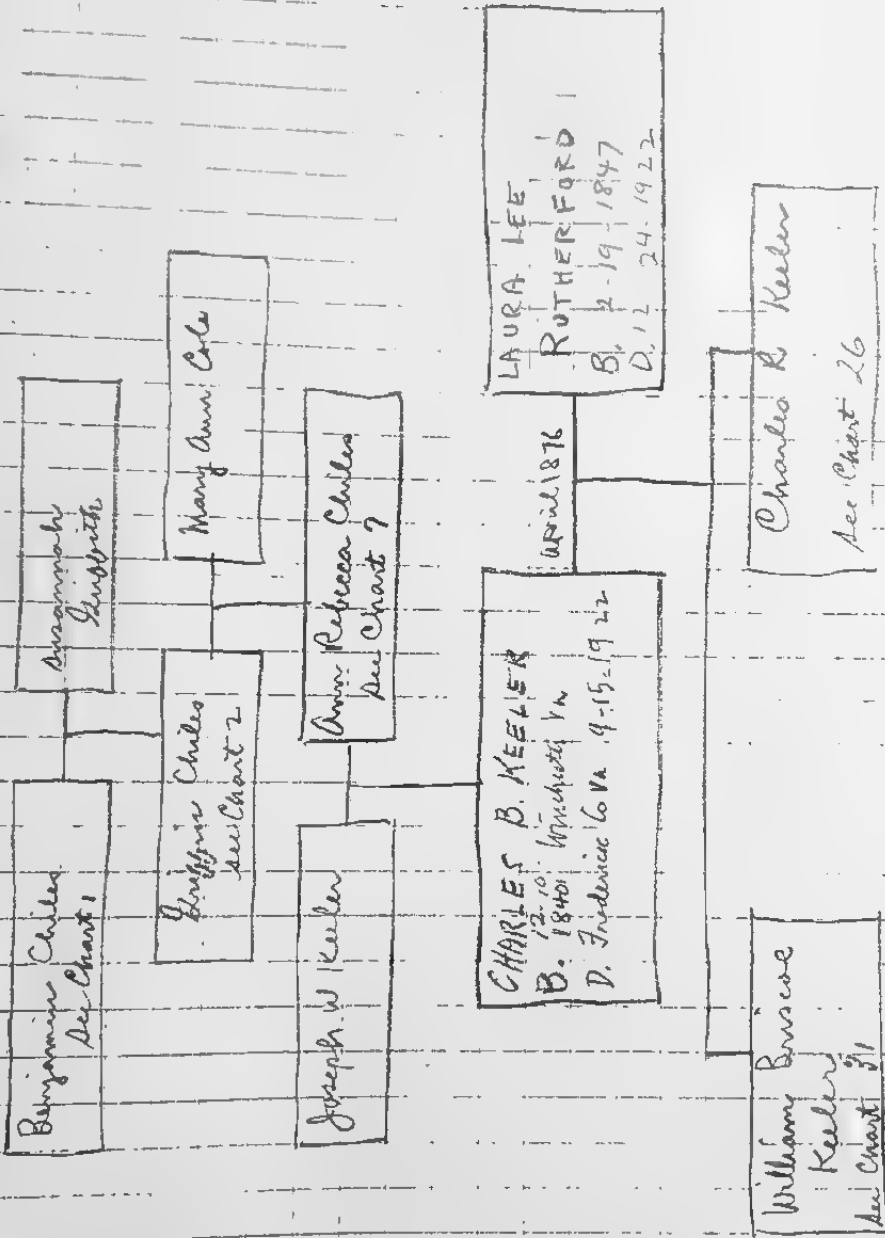 Benjamin Chiles
See Chart 1
Susannah
Griffin Chiles
see Chart 2
Mary Ann Cole
Joseph W Keeler
Ann Rebecca Chiles
See Chart 7
CHARLES B. KEELER
B. 12-10-
1840 Winchester Va
D. Frederick Co Va 9-15-1922
April 1876
LAURA LEE
RUTHERFORD
B. 2-19-1847
D. 12 24-1922
William Briscoe
Keeler
See Chart 31
Charles R Keeler
See Chart 26